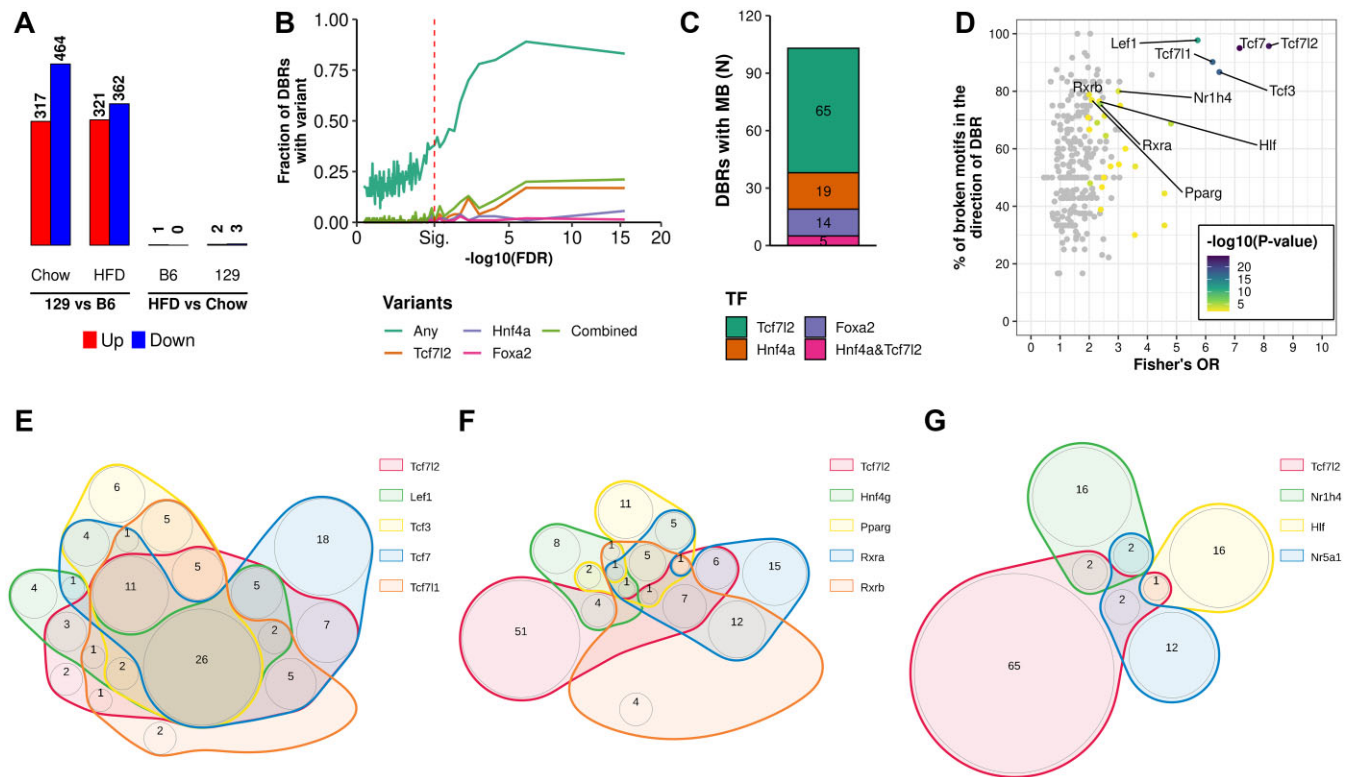 A
317
464
321
362
1
0
2
3
Chow
HFD
B6
129
129 vs B6
HFD vs Chow
Up
Down
B
Fraction of DBRs
with variant
1.00
0.75
0.50
0.25
0.00
0
Sig.
5
10
15
20
-log10(FDR)
Variants
Any
Hnf4a
Combined
Tcf7l2
Foxa2
C
DBRs with MB (N)
120
90
60
30
0
65
19
14
5
TF
Tcf7l2
Foxa2
Hnf4a
Hnf4a&Tcf7l2
D
% of broken motifs in the
direction of DBR
100
80
60
40
20
0
Lef1
Tcf7
Tcf7l2
Tcf7l1
Tcf3
Rxrb
Nr1h4
Rxra
Hlf
Pparg
-log10(P-value)
20
15
10
5
0 1 2 3 4 5 6 7 8 9 10
Fisher's OR
E
6
5
4
1
18
5
11
5
4
1
3
2
7
26
1
2
2
5
1
2
Tcf7l2
Lef1
Tcf3
Tcf7
Tcf7l1
F
11
5
8
1
5
1
6
15
1
2
1
1
4
7
12
51
4
Tcf7l2
Hnf4g
Pparg
Rxra
Rxrb
G
16
2
16
2
1
2
12
65
Tcf7l2
Nr1h4
Hlf
Nr5a1